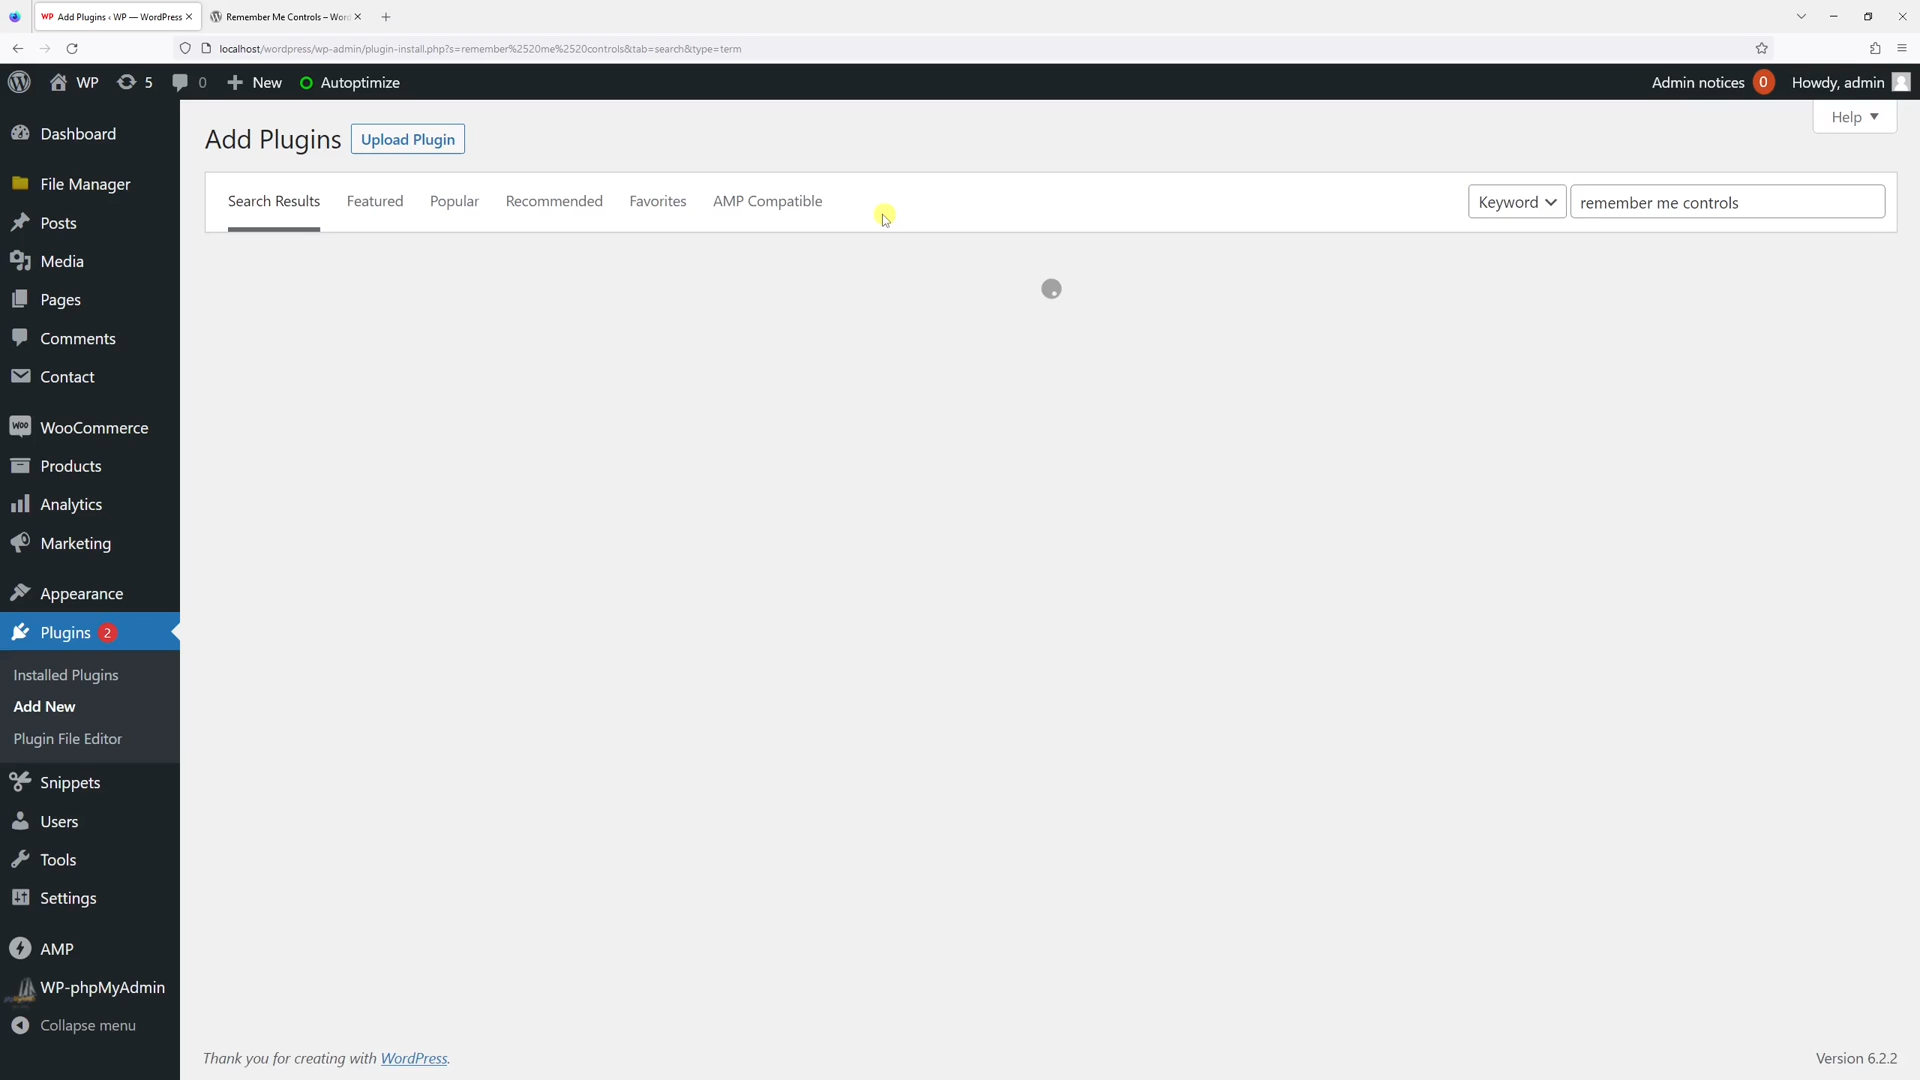 WP Add Plugins ‹ WP — WordPress
Remember Me Controls – Word
localhost/wordpress/wp-admin/plugin-install.php?s=remember%2520me%2520controls&tab=search&type=term
WP
5
0
New
Autoptimize
Admin notices 0
Howdy, admin
Help
Add Plugins
Upload Plugin
Search Results
Featured
Popular
Recommended
Favorites
AMP Compatible
Keyword
remember me controls
Dashboard
File Manager
Posts
Media
Pages
Comments
Contact
WOO WooCommerce
Products
Analytics
Marketing
Appearance
Plugins 2
Installed Plugins
Add New
Plugin File Editor
Snippets
Users
Tools
Settings
AMP
WP-phpMyAdmin
Collapse menu
Thank you for creating with WordPress.
Version 6.2.2